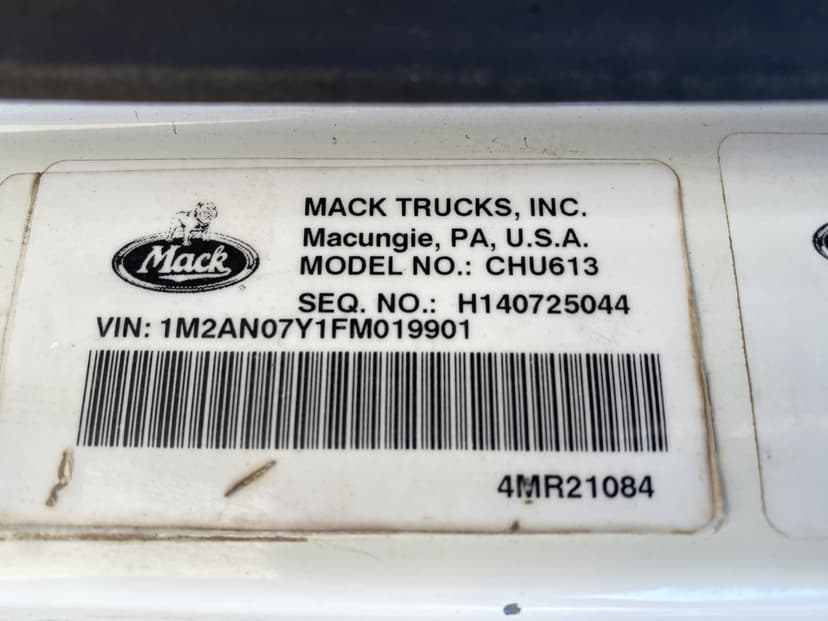 MACK TRUCKS, INC.
Macungie, PA, U.S.A.
Mack
MODEL NO.: CHU613
SEQ. NO.: H140725044
VIN: 1M2AN07Y1FM019901
4MR21084